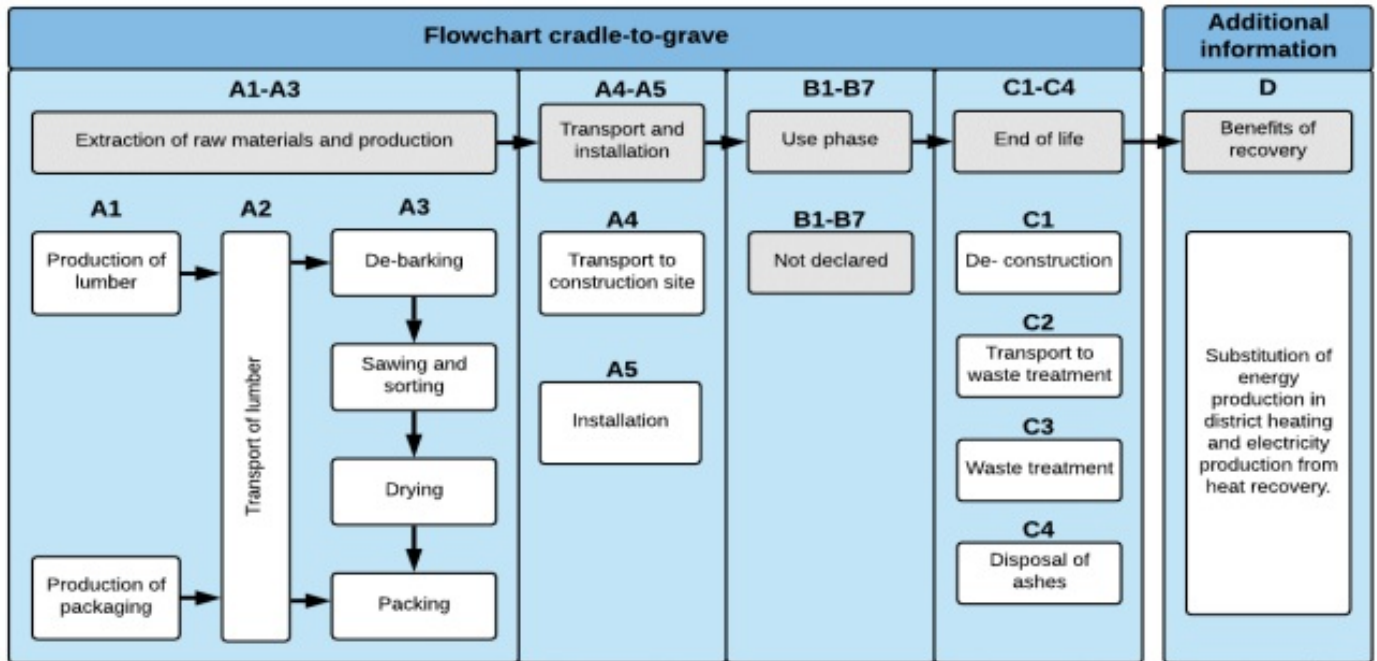 Flowchart cradle-to-grave
Additional
information
A1-A3
Extraction of raw materials and production
A4-A5
Transport and
installation
B1-B7
Use phase
C1-C4
End of life
D
Benefits of
recovery
A1
Production of
lumber
Production of
packaging
A2
Transport of lumber
A3
De-barking
Sawing and
sorting
Drying
Packing
A4
Transport to
construction site
A5
Installation
B1-B7
Not declared
C1
De- construction
C2
Transport to
waste treatment
C3
Waste treatment
C4
Disposal of
ashes
Substitution of
energy
production in
district heating
and electricity
production from
heat recovery.